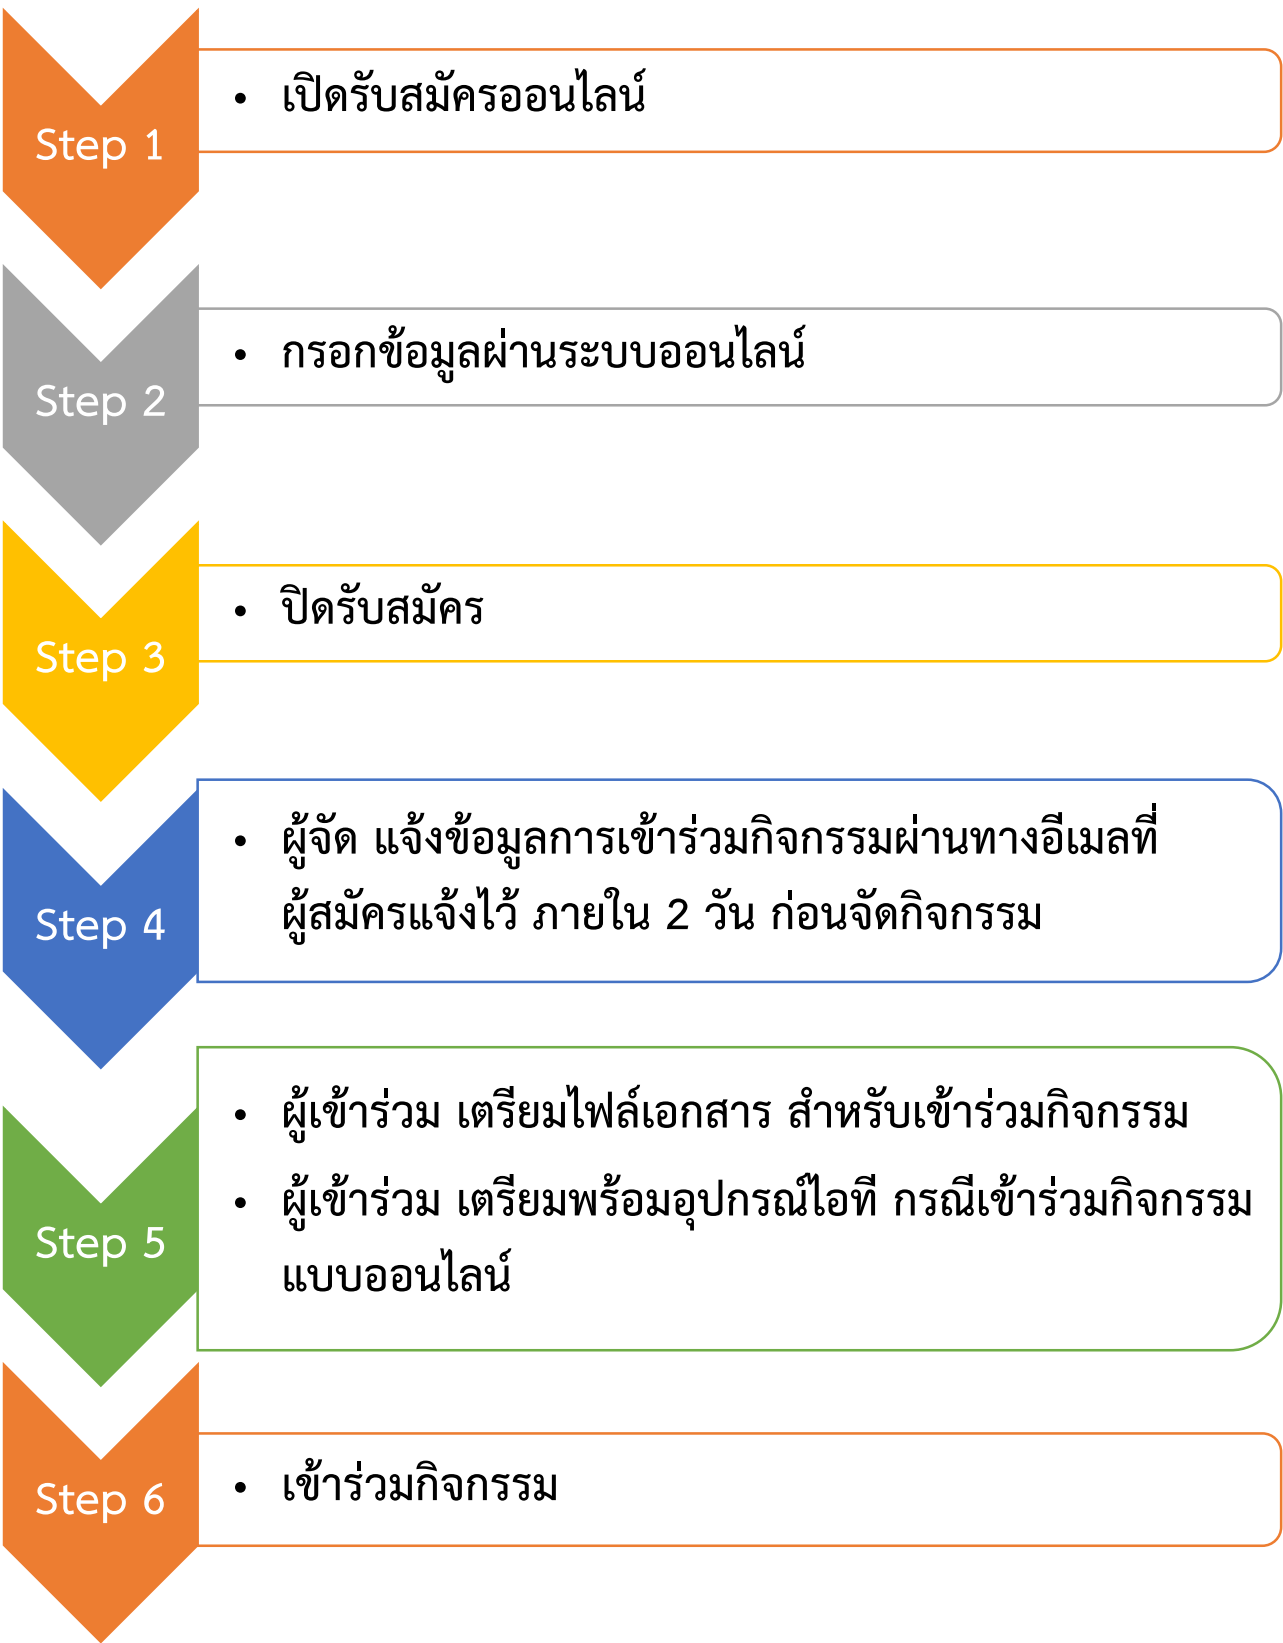 Step 1
• เปิดรับสมัครออนไลน์
Step 2
• กรอกข้อมูลผ่านระบบออนไลน์
Step 3
• ปิดรับสมัคร
Step 4
• ผู้จัด แจ้งข้อมูลการเข้าร่วมกิจกรรมผ่านทางอีเมลที่
ผู้สมัครแจ้งไว้ ภายใน 2 วัน ก่อนจัดกิจกรรม
Step 5
• ผู้เข้าร่วม เตรียมไฟล์เอกสาร สำหรับเข้าร่วมกิจกรรม
• ผู้เข้าร่วม เตรียมพร้อมอุปกรณ์ไอที กรณีเข้าร่วมกิจกรรม
แบบออนไลน์
Step 6
• เข้าร่วมกิจกรรม